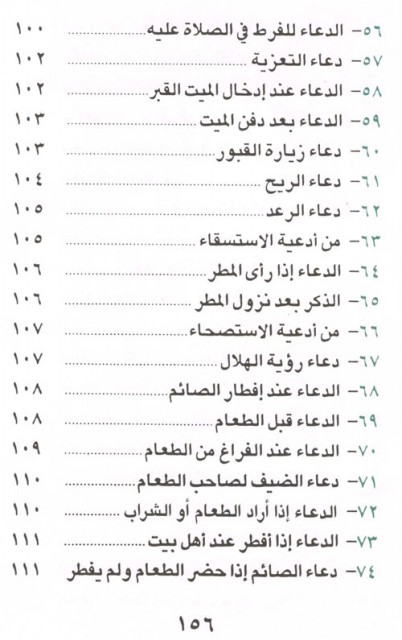 ٥٦- الدعاء للفرط في الصلاة عليه ........ ١٠٠
٥٧- دعاء التعزية ........ ١٠٢
٥٨- الدعاء عند إدخال الميت القبر ........ ١٠٢
٥٩- الدعاء بعد دفن الميت ........ ١٠٣
٦٠- دعاء زيارة القبور ........ ١٠٣
٦١- دعاء الريح ........ ١٠٤
٦٢- دعاء الرعد ........ ١٠٥
٦٣- من أدعية الاستسقاء ........ ١٠٥
٦٤- الدعاء إذا رأى المطر ........ ١٠٦
٦٥- الذكر بعد نزول المطر ........ ١٠٦
٦٦- من أدعية الاستصحاء ........ ١٠٧
٦٧- دعاء رؤية الهلال ........ ١٠٧
٦٨- الدعاء عند إفطار الصائم ........ ١٠٨
٦٩- الدعاء قبل الطعام ........ ١٠٨
٧٠- الدعاء عند الفراغ من الطعام ........ ١٠٩
٧١- دعاء الضيف لصاحب الطعام ........ ١١٠
٧٢- الدعاء إذا أراد الطعام أو الشراب ........ ١١٠
٧٣- الدعاء إذا أفطر عند أهل بيت ........ ١١١
٧٤- دعاء الصائم إذا حضر الطعام ولم يفطر ١١١
١٥٦